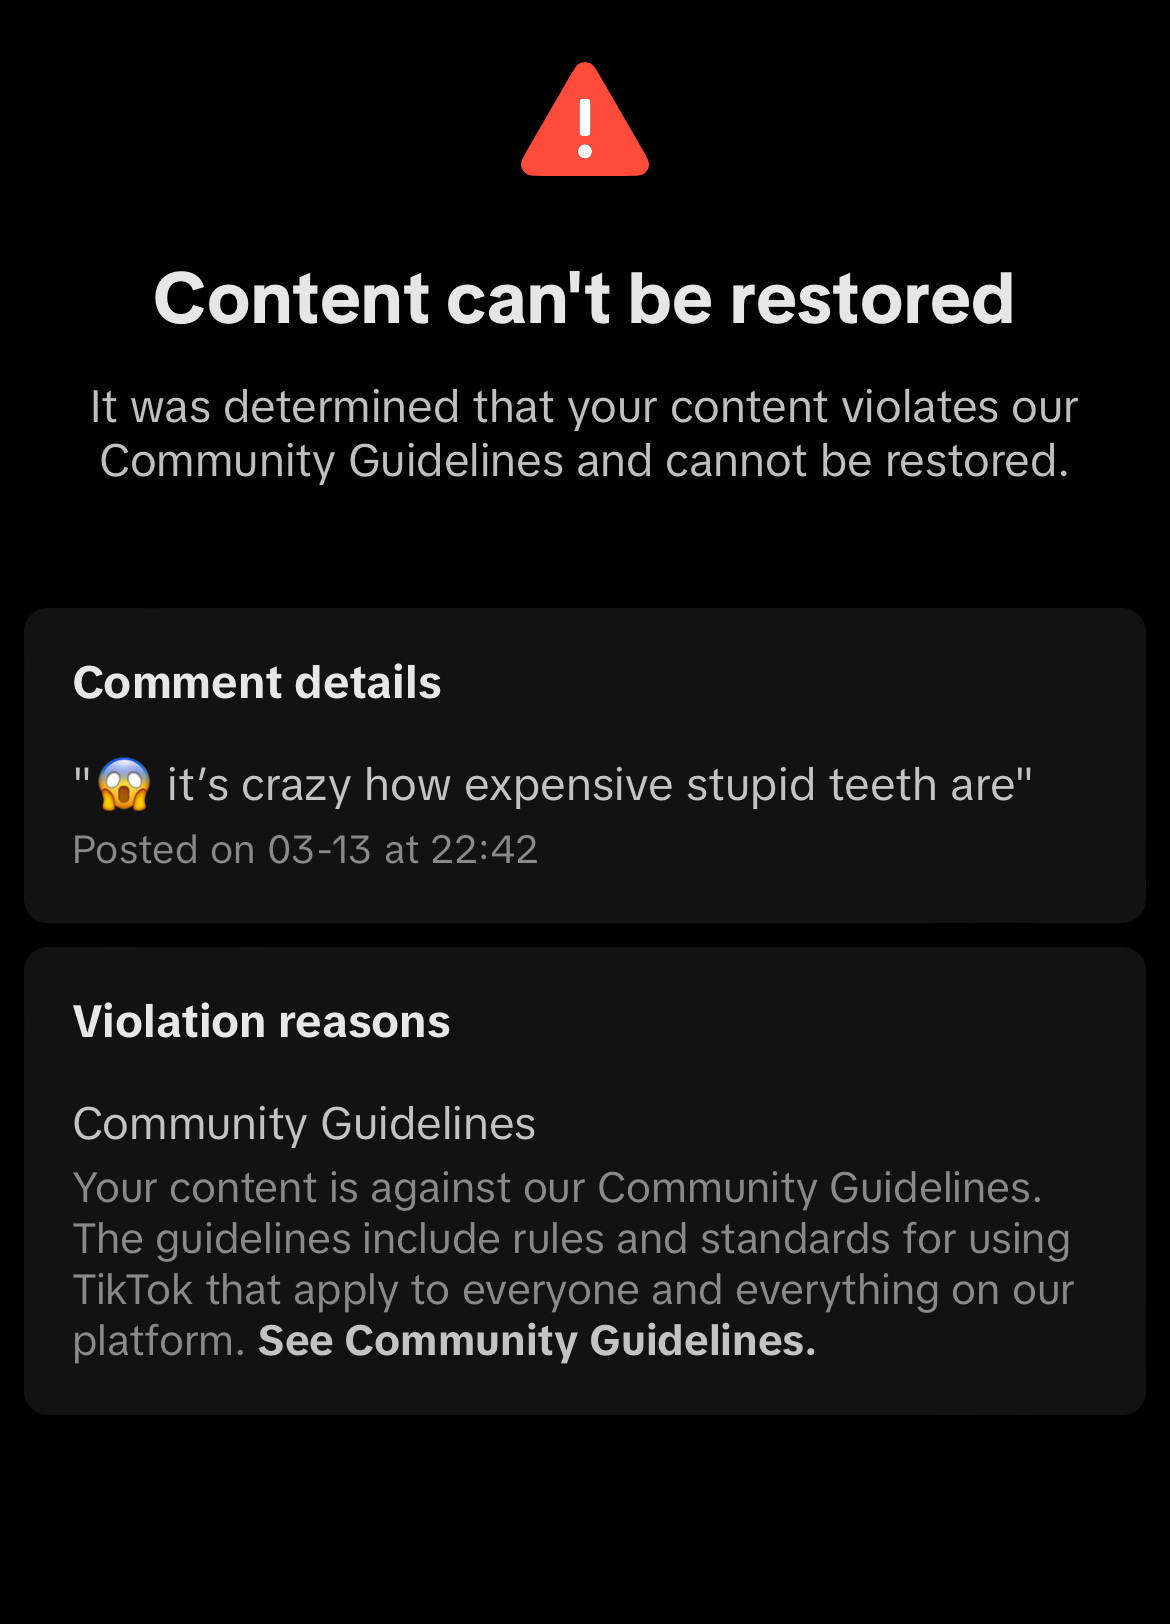 Content can't be restored
It was determined that your content violates our
Community Guidelines and cannot be restored.
Comment details
"😱 it’s crazy how expensive stupid teeth are"
Posted on 03-13 at 22:42
Violation reasons
Community Guidelines
Your content is against our Community Guidelines.
The guidelines include rules and standards for using
TikTok that apply to everyone and everything on our
platform. See Community Guidelines.